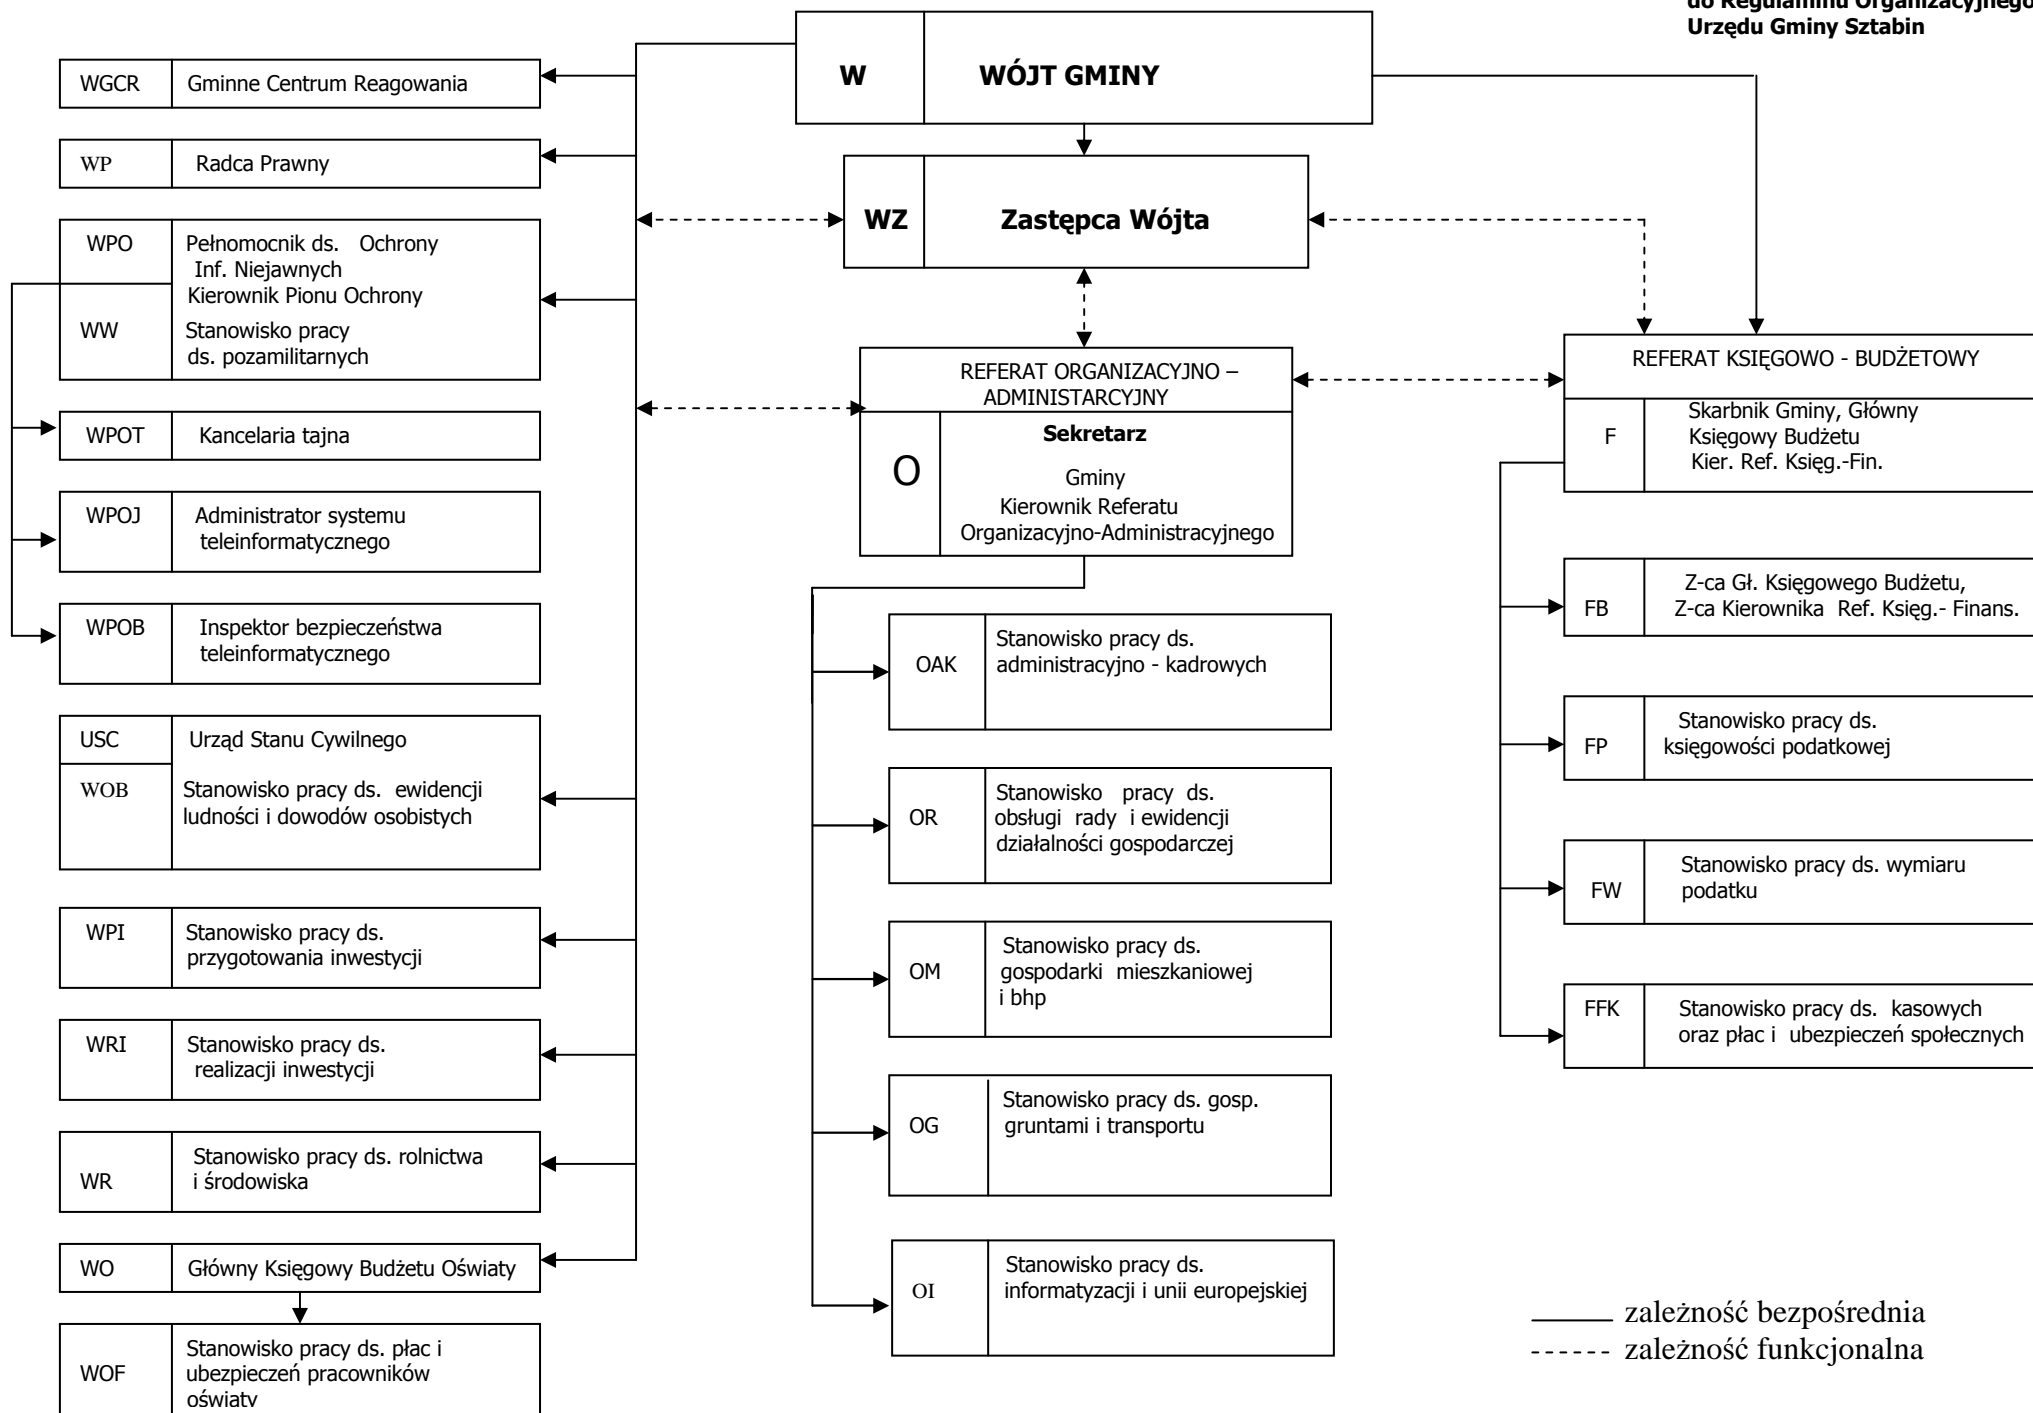 do Regulaminu Organizacyjnego
Urzędu Gminy Sztabin
W WÓJT GMINY
WZ Zastępca Wójta
WGCR Gminne Centrum Reagowania
WP Radca Prawny
WPO Pełnomocnik ds. Ochrony
Inf. Niejawnych
Kierownik Pionu Ochrony
WW Stanowisko pracy
ds. pozamilitarnych
WPOT Kancelaria tajna
WPOJ Administrator systemu
teleinformatycznego
WPOB Inspektor bezpieczeństwa
teleinformatycznego
USC Urząd Stanu Cywilnego
WOB Stanowisko pracy ds. ewidencji
ludności i dowodów osobistych
WPI Stanowisko pracy ds.
przygotowania inwestycji
WRI Stanowisko pracy ds.
realizacji inwestycji
WR Stanowisko pracy ds. rolnictwa
i środowiska
WO Główny Księgowy Budżetu Oświaty
WOF Stanowisko pracy ds. płac i
ubezpieczeń pracowników
oświaty
REFERAT ORGANIZACYJNO –
ADMINISTARCYJNY
Sekretarz
O Gminy
Kierownik Referatu
Organizacyjno-Administracyjnego
OAK Stanowisko pracy ds.
administracyjno - kadrowych
OR Stanowisko pracy ds.
obsługi rady i ewidencji
działalności gospodarczej
OM Stanowisko pracy ds.
gospodarki mieszkaniowej
i bhp
OG Stanowisko pracy ds. gosp.
gruntami i transportu
OI Stanowisko pracy ds.
informatyzacji i unii europejskiej
REFERAT KSIĘGOWO - BUDŻETOWY
F Skarbnik Gminy, Główny
Księgowy Budżetu
Kier. Ref. Księg.-Fin.
FB Z-ca Gł. Księgowego Budżetu,
Z-ca Kierownika Ref. Księg.- Finans.
FP Stanowisko pracy ds.
księgowości podatkowej
FW Stanowisko pracy ds. wymiaru
podatku
FFK Stanowisko pracy ds. kasowych
oraz płac i ubezpieczeń społecznych
zależność bezpośrednia
zależność funkcjonalna